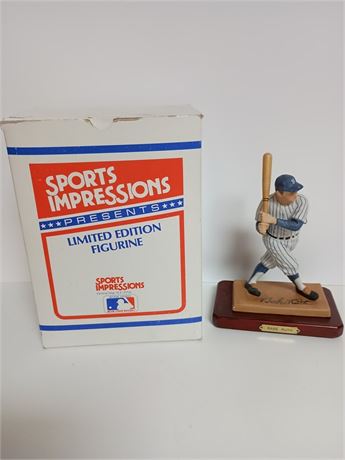 SPORTS
IMPRESSIONS
PRESENTS
LIMITED EDITION
FIGURINE
SPORTS
IMPRESSIONS
BABE RUTH